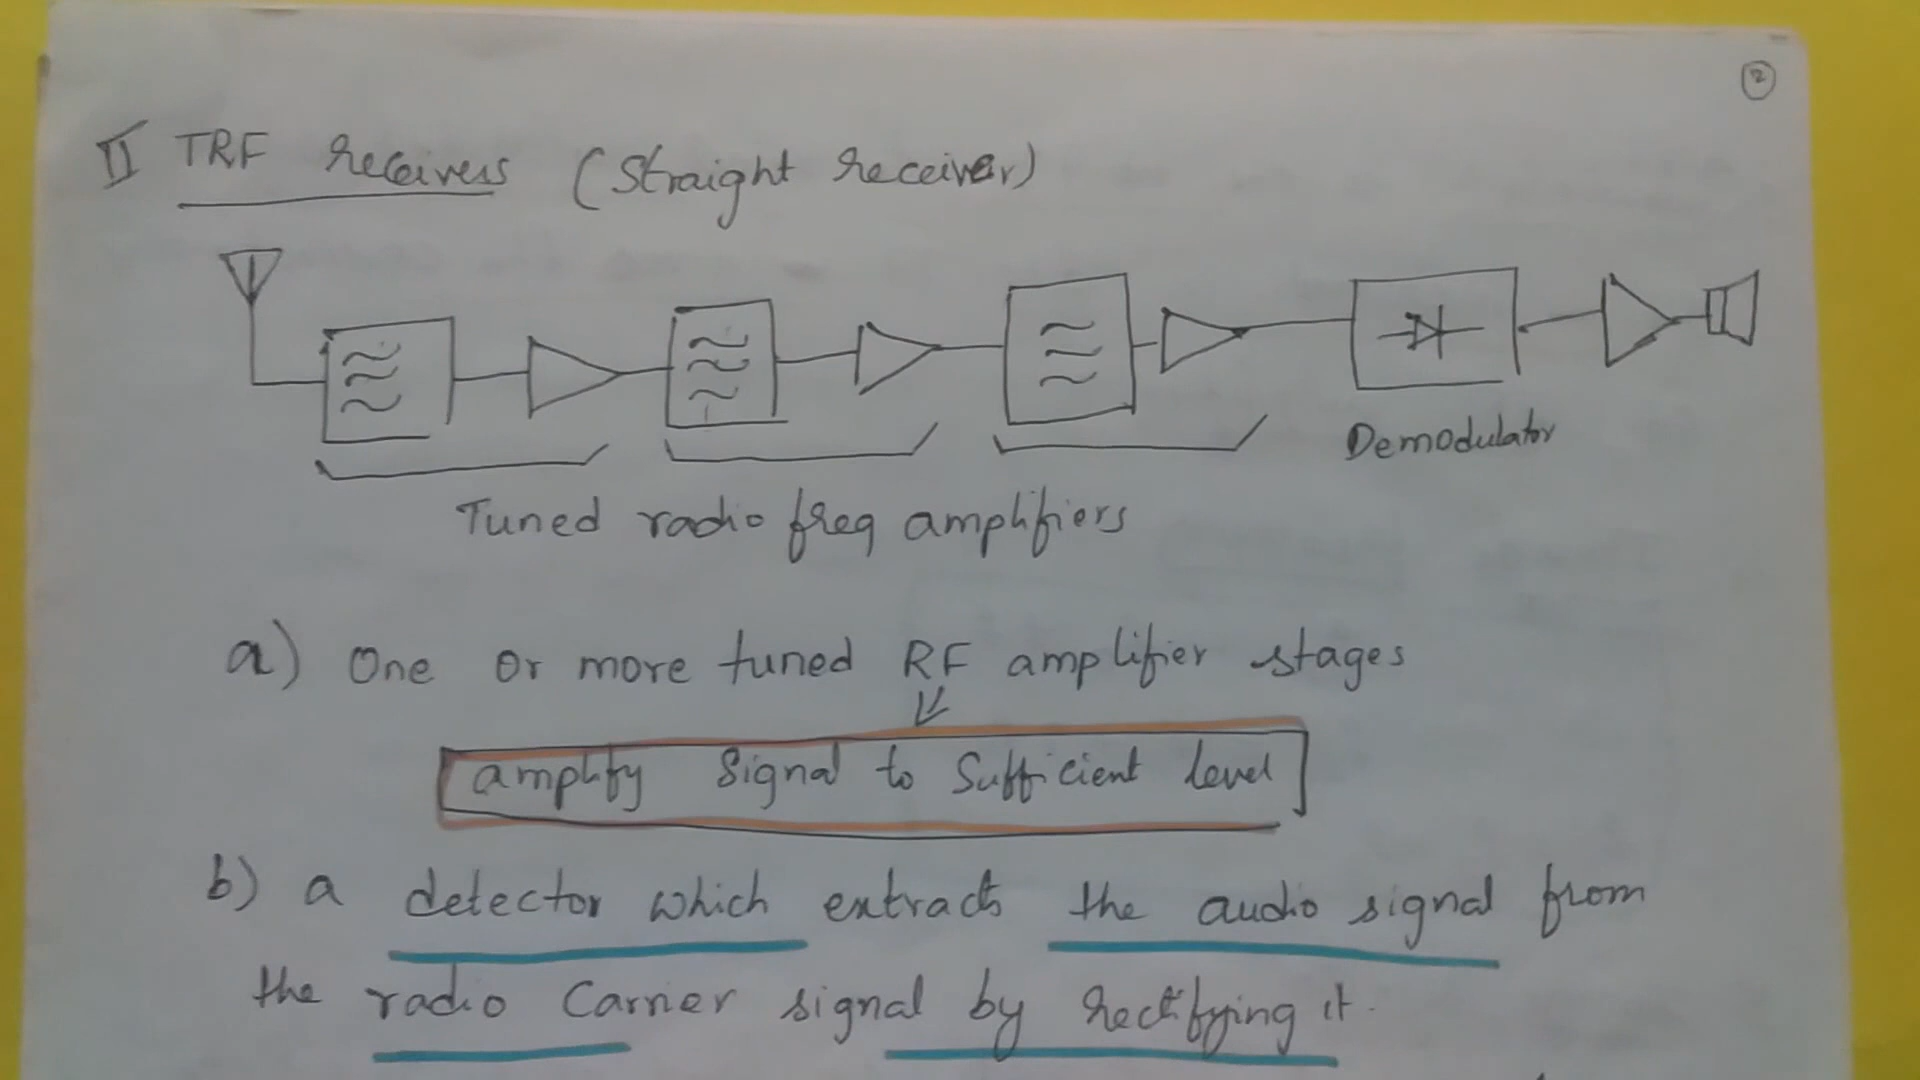 2
II TRF receivers (Straight receiver)
Demodulator
Tuned radio freq amplifiers
a) One or more tuned RF amplifier stages
amplify Signal to Sufficient level
b) a detector which extracts the audio signal from
the radio Carrier signal by rectifying it.